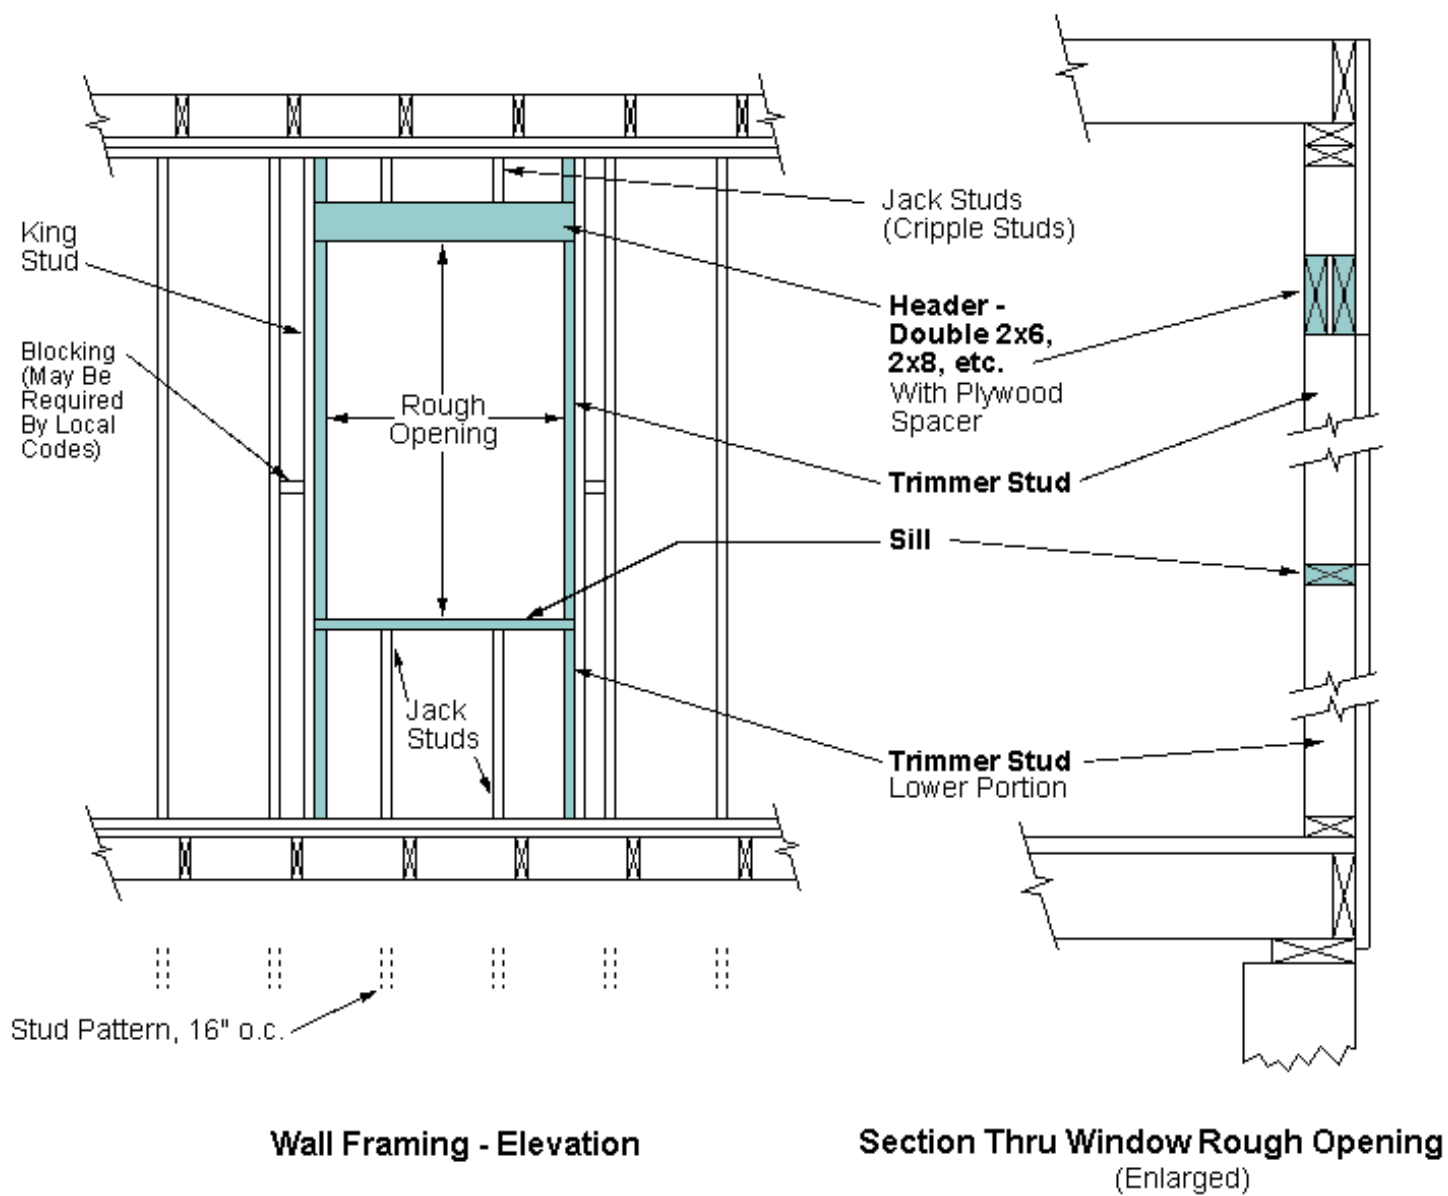 King
Stud
Blocking
(May Be
Required
By Local
Codes)
Rough
Opening
Jack
Studs
Jack Studs
(Cripple Studs)
Header -
Double 2x6,
2x8, etc.
With Plywood
Spacer
Trimmer Stud
Sill
Trimmer Stud
Lower Portion
Stud Pattern, 16" o.c.
Wall Framing - Elevation
Section Thru Window Rough Opening
(Enlarged)